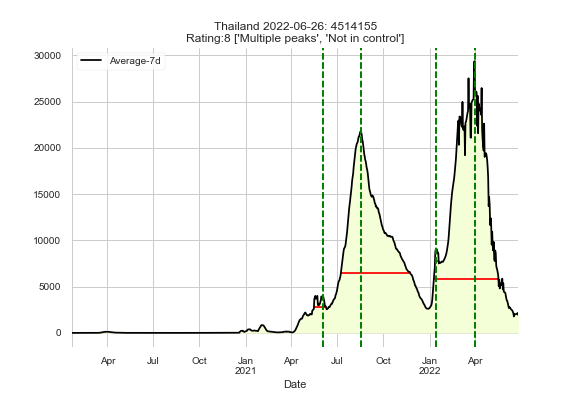 Thailand 2022-06-26: 4514155
Rating:8 ['Multiple peaks', 'Not in control']
Average-7d
30000
25000
20000
15000
10000
5000
0
Apr Jul Oct Jan Apr Jul Oct Jan Apr
2021 2022
Date